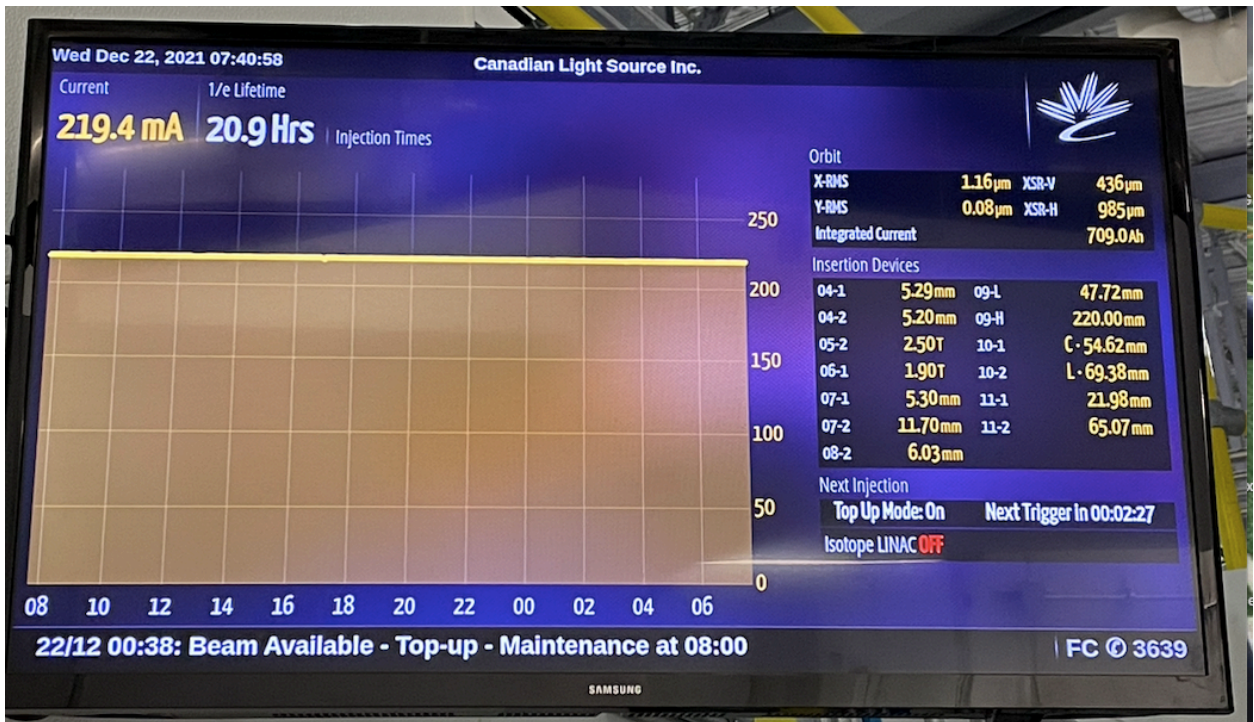 Wed Dec 22, 2021 07:40:58
Canadian Light Source Inc.
Current
1/e Lifetime
219.4 mA
20.9 Hrs
Injection Times
250
200
150
100
50
0
08 10 12 14 16 18 20 22 00 02 04 06
Orbit
X-RMS 1.16µm XSR-V 436µm
Y-RMS 0.08µm XSR-H 985µm
Integrated Current 709.0Ah
Insertion Devices
04-1 5.29mm 09-L 47.72mm
04-2 5.20mm 09-H 220.00mm
05-2 2.50T 10-1 C·54.62mm
06-1 1.90T 10-2 L·69.38mm
07-1 5.30mm 11-1 21.98mm
07-2 11.70mm 11-2 65.07mm
08-2 6.03mm
Next Injection
Top Up Mode: On Next Trigger in 00:02:27
Isotope LINAC OFF
22/12 00:38: Beam Available - Top-up - Maintenance at 08:00
FC ✆ 3639
SAMSUNG